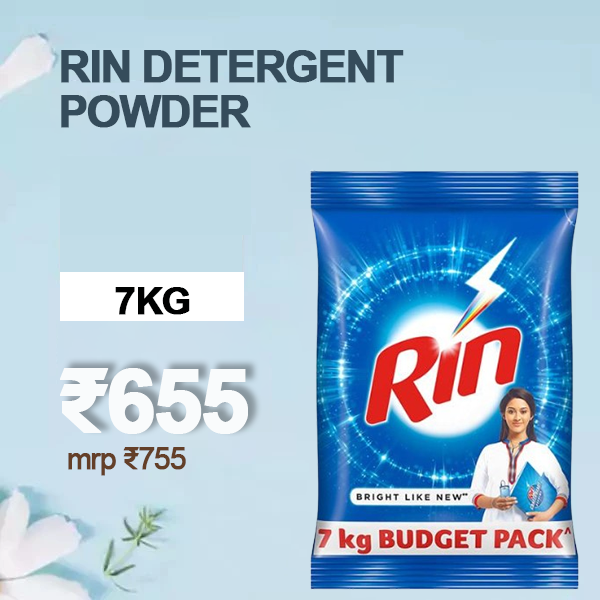 RIN DETERGENT
POWDER
7KG
₹655
mrp ₹755
Rin
BRIGHT LIKE NEW**
7 kg BUDGET PACK^